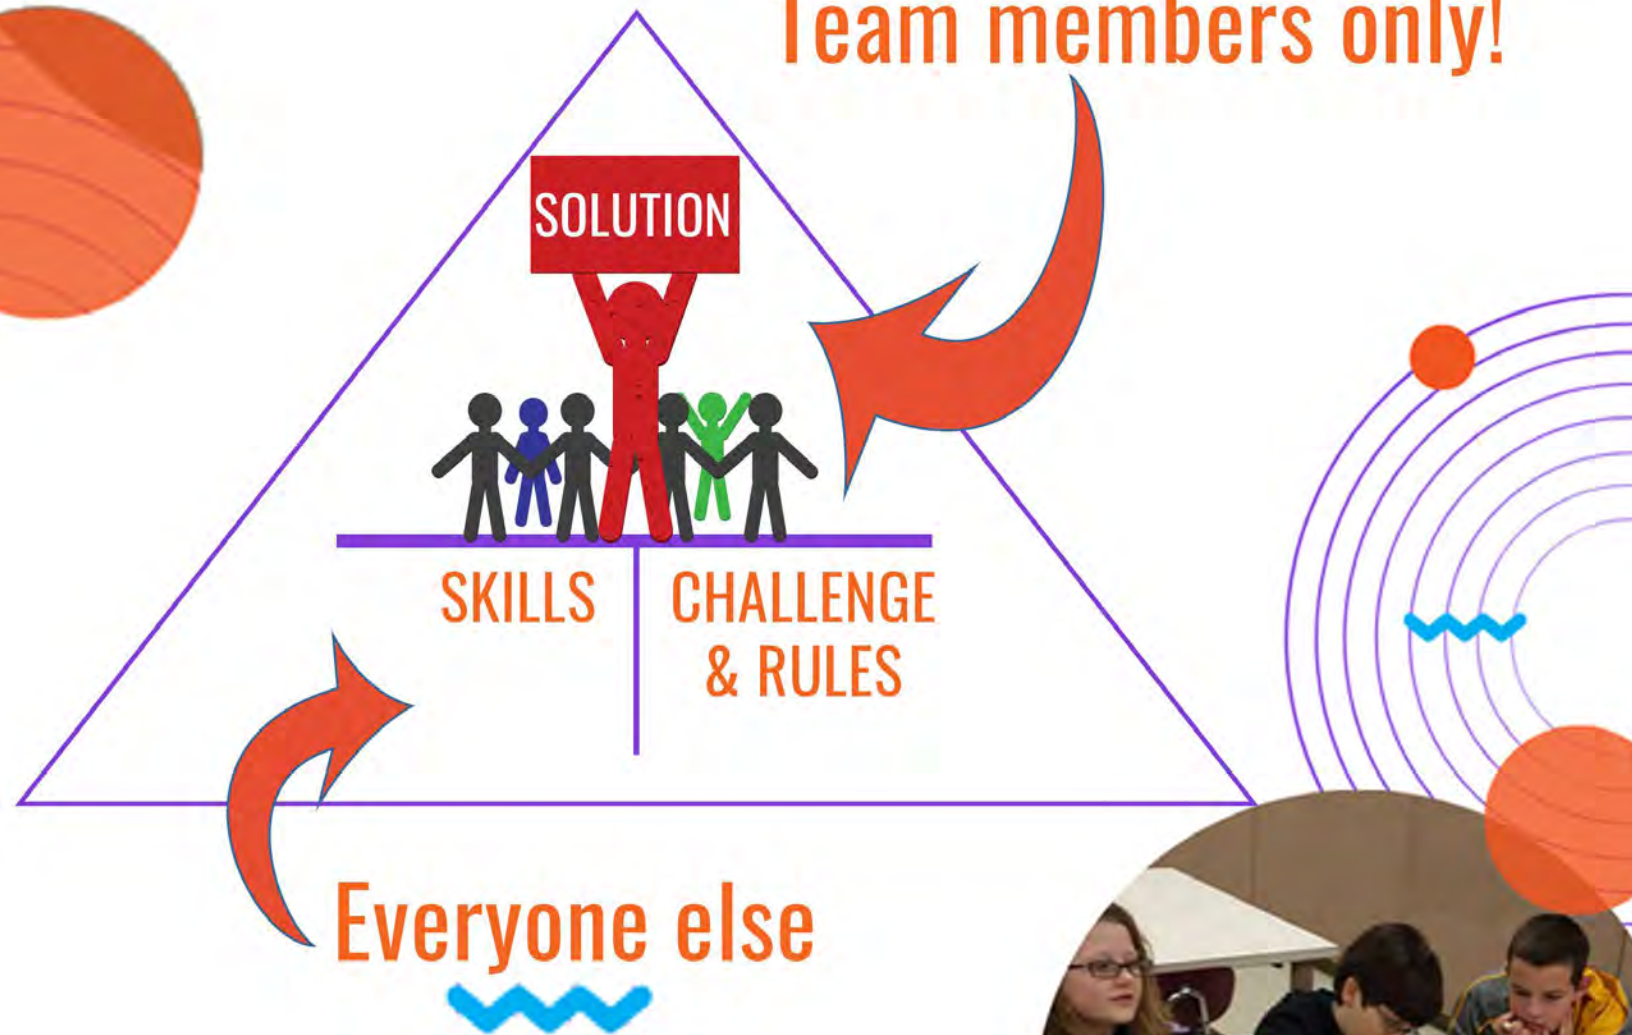 Team members only!
SOLUTION
SKILLS
CHALLENGE
& RULES
Everyone else